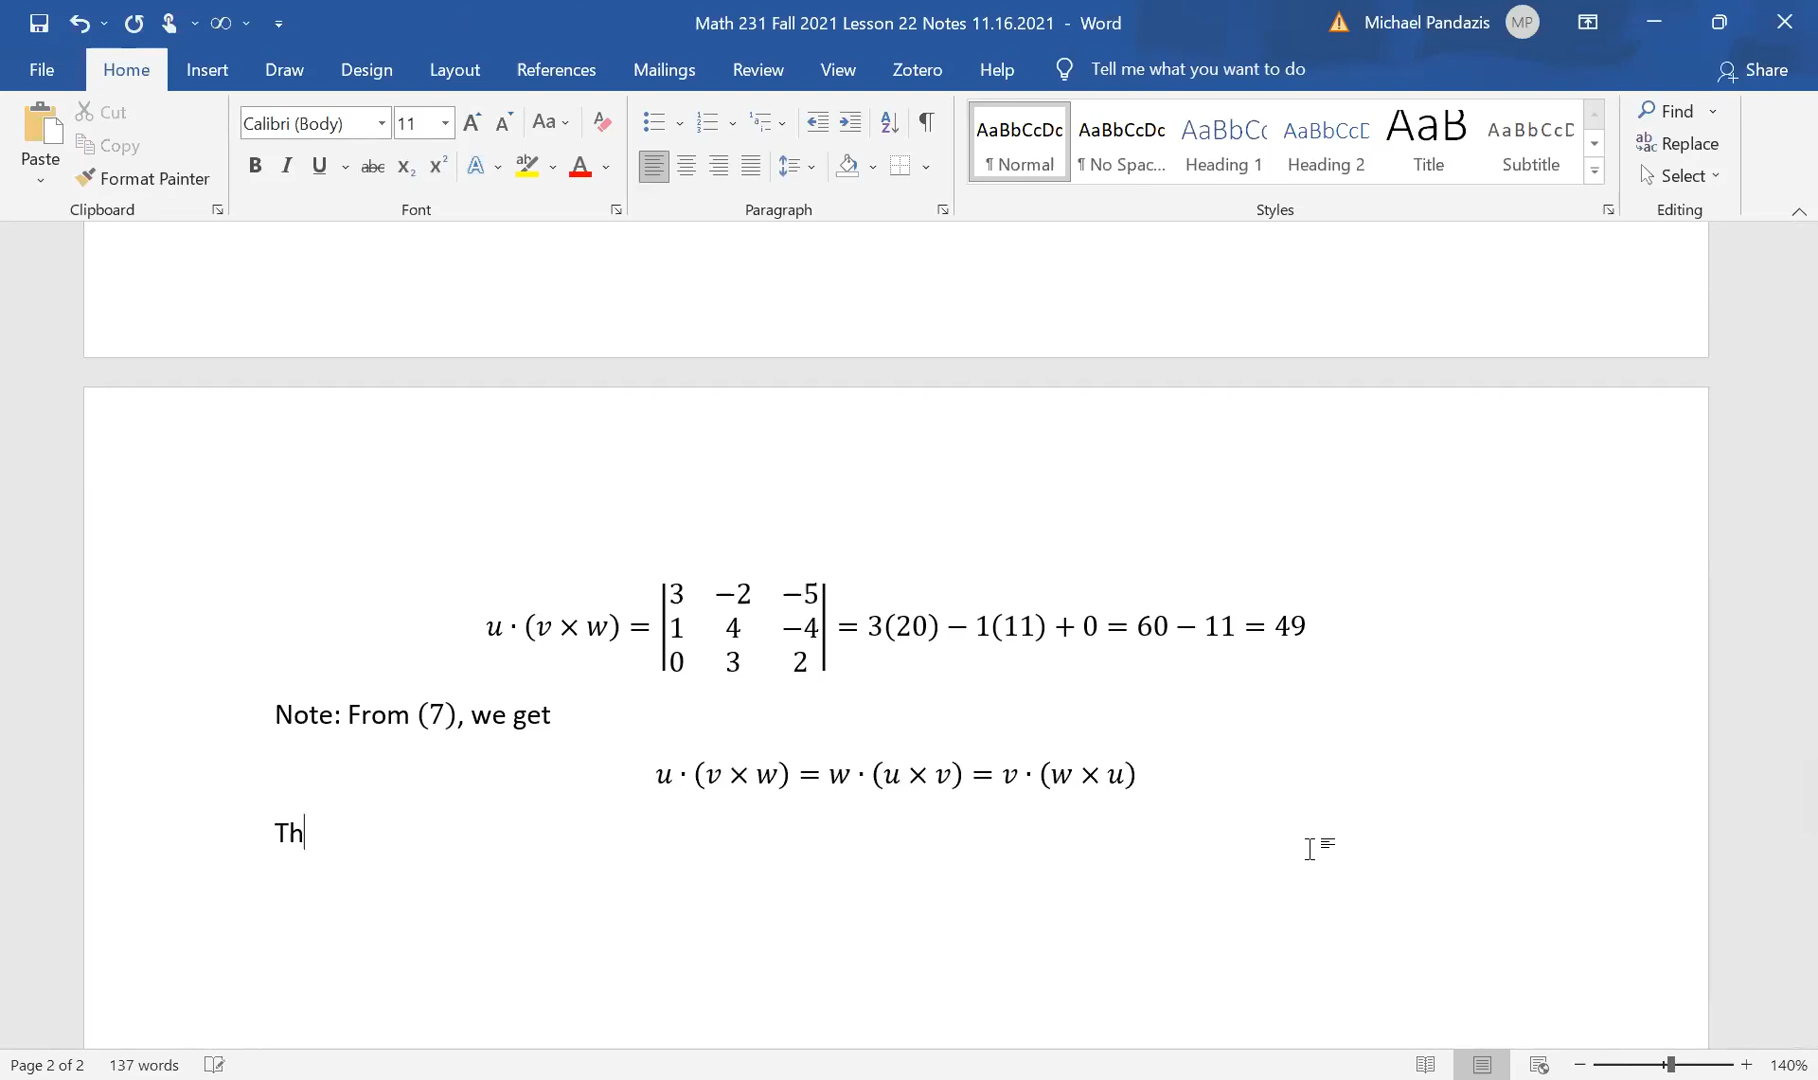 Math 231 Fall 2021 Lesson 22 Notes 11.16.2021 - Word
Michael Pandazis
MP
File Home Insert Draw Design Layout References Mailings Review View Zotero Help Tell me what you want to do Share
Paste
Cut
Copy
Format Painter
Clipboard
Calibri (Body) 11
Font
Paragraph
AaBbCcDc AaBbCcDc AaBbCc AaBbCcD AaB AaBbCcD
¶ Normal ¶ No Spac... Heading 1 Heading 2 Title Subtitle
Styles
Find
Replace
Select
Editing
u · (v × w) = |3 −2 −5
1 4 −4
0 3 2| = 3(20) − 1(11) + 0 = 60 − 11 = 49
Note: From (7), we get
u · (v × w) = w · (u × v) = v · (w × u)
Th
Page 2 of 2 137 words 140%